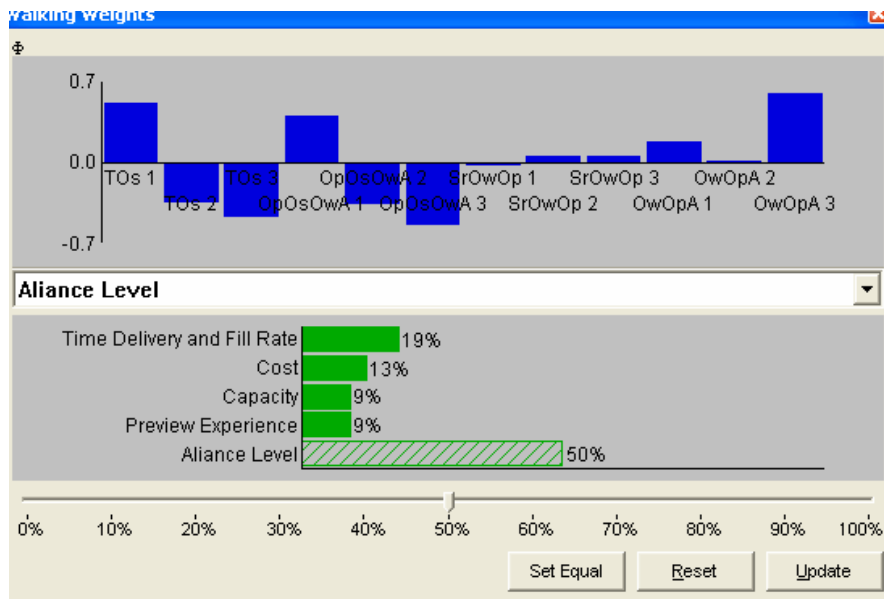 Walking Weights
Φ
0.7
0.0
-0.7
TOs 1 TOs 3 OpOsOwA 2 SrOwOp 1 SrOwOp 3 OwOpA 2
TOs 2 OpOsOwA 1 OpOsOwA 3 SrOwOp 2 OwOpA 1 OwOpA 3
Aliance Level
Time Delivery and Fill Rate 19%
Cost 13%
Capacity 9%
Preview Experience 9%
Aliance Level 50%
0% 10% 20% 30% 40% 50% 60% 70% 80% 90% 100%
Set Equal Reset Update